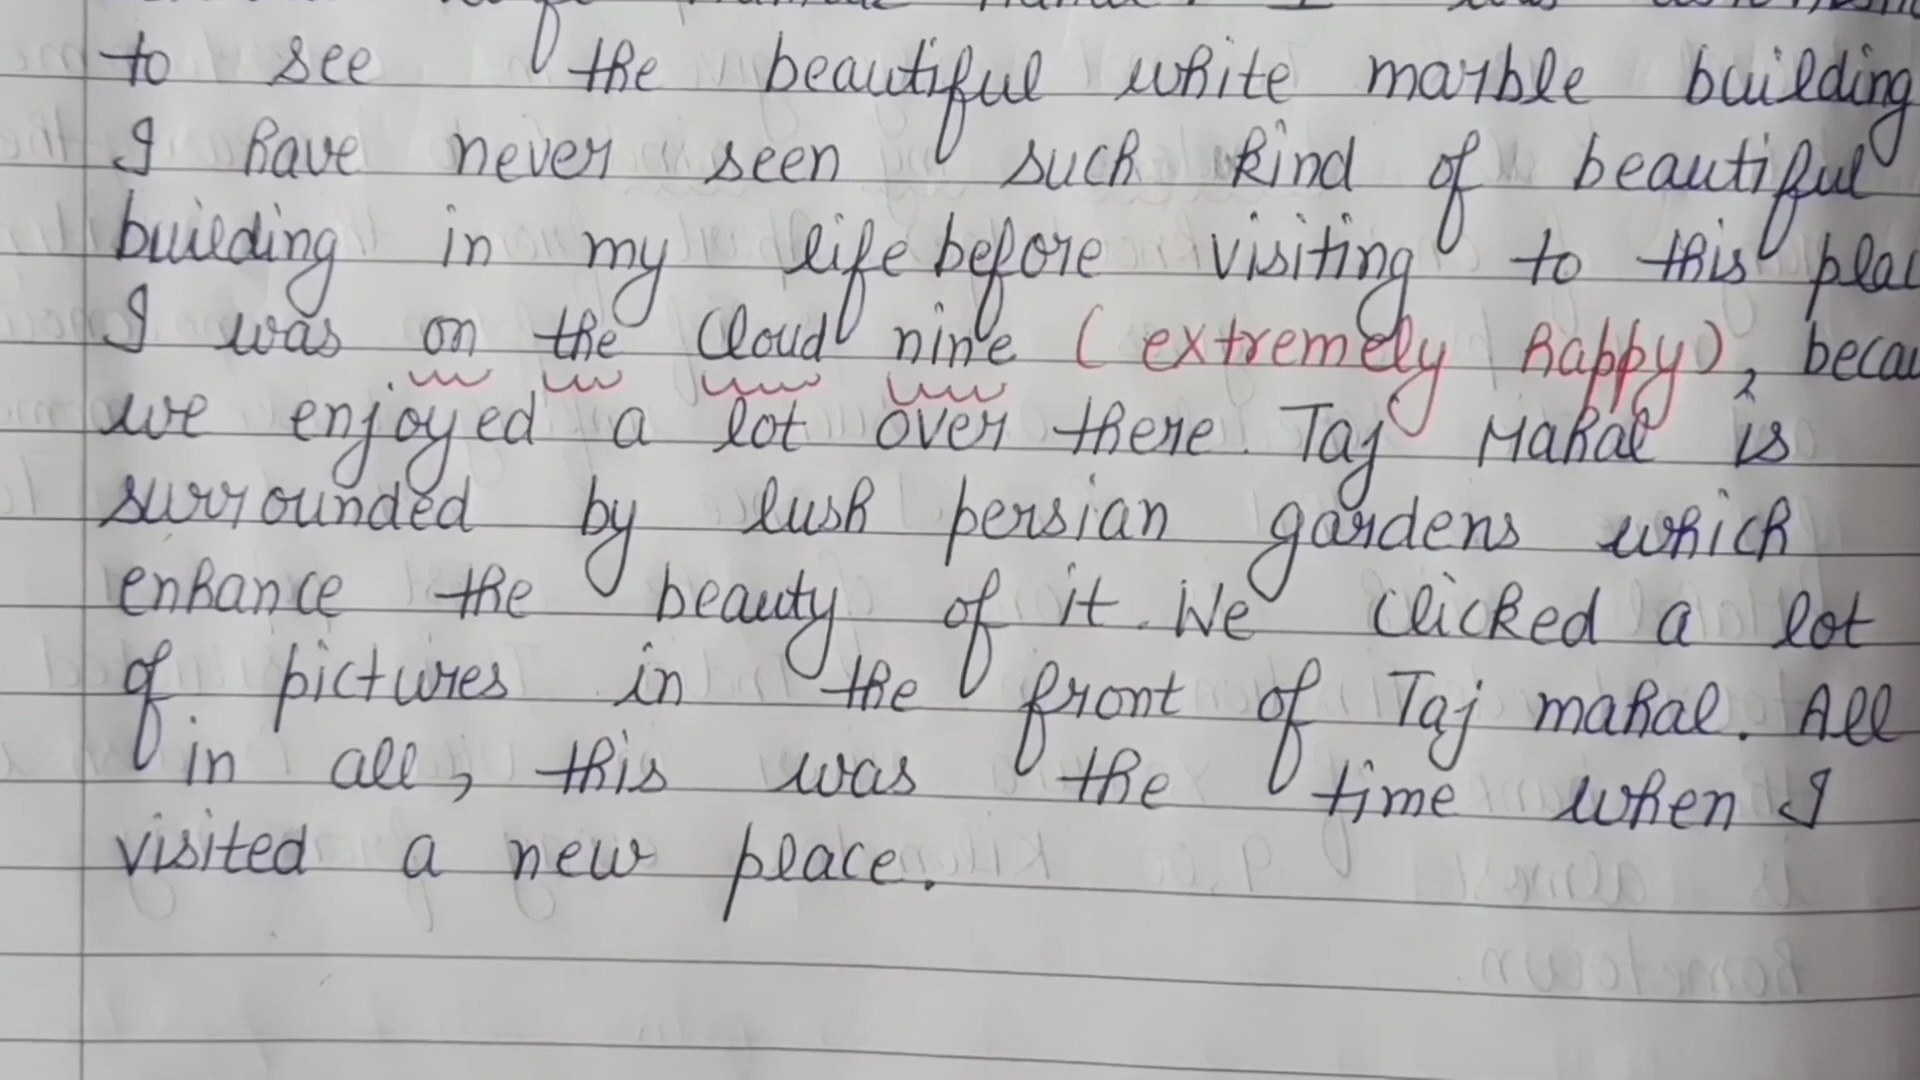 to see the beautiful white marble building
I have never seen such kind of beautiful
building in my life before visiting to this plac
I was on the Cloud nine (extremely happy), becau
we enjoyed a lot over there. Taj Mahal is
surrounded by lush persian gardens which
enhance the beauty of it. We clicked a lot
of pictures in the front of Taj mahal. All
in all, this was the time when I
visited a new place.